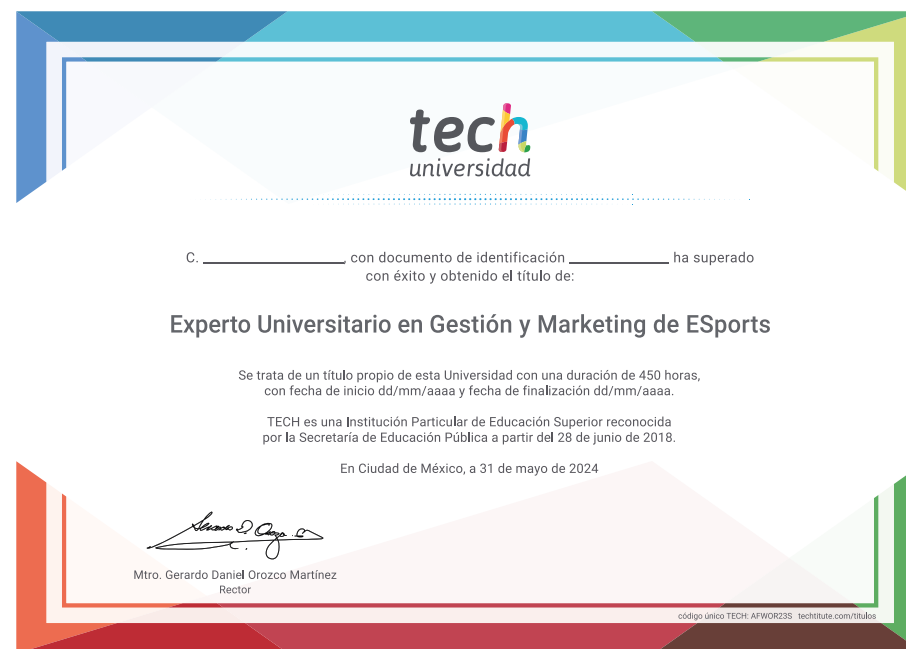 tech
universidad
C. ____________________, con documento de identificación ______________ ha superado
con éxito y obtenido el título de:
Experto Universitario en Gestión y Marketing de ESports
Se trata de un título propio de esta Universidad con una duración de 450 horas,
con fecha de inicio dd/mm/aaaa y fecha de finalización dd/mm/aaaa.
TECH es una Institución Particular de Educación Superior reconocida
por la Secretaría de Educación Pública a partir del 28 de junio de 2018.
En Ciudad de México, a 31 de mayo de 2024
Mtro. Gerardo Daniel Orozco Martínez
Rector
código único TECH: AFWOR23S techtitute.com/titulos